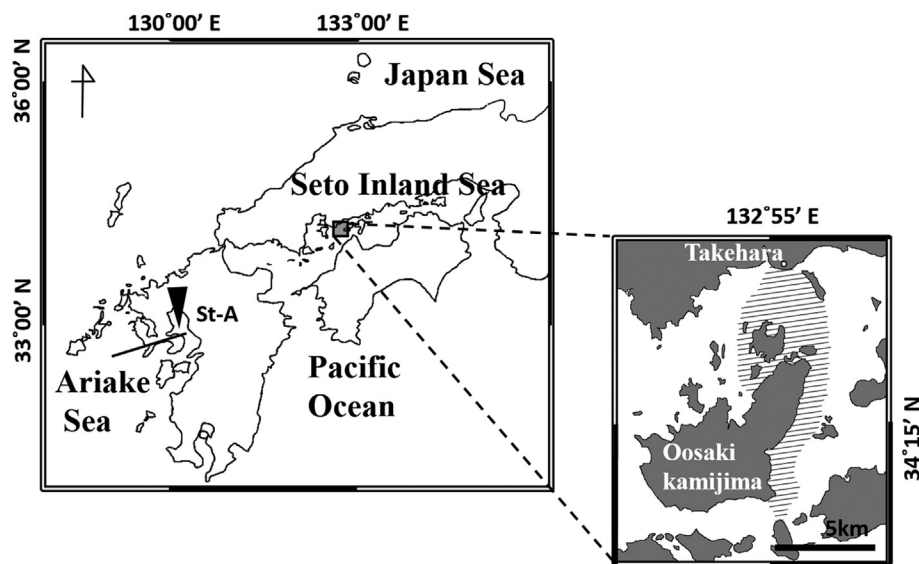 130˚00’ E
133˚00’ E
36˚00’ N
Japan Sea
Seto Inland Sea
33˚00’ N
St-A
Ariake
Sea
Pacific
Ocean
132˚55’ E
Takehara
34˚15’ N
Oosaki
kamijima
5km